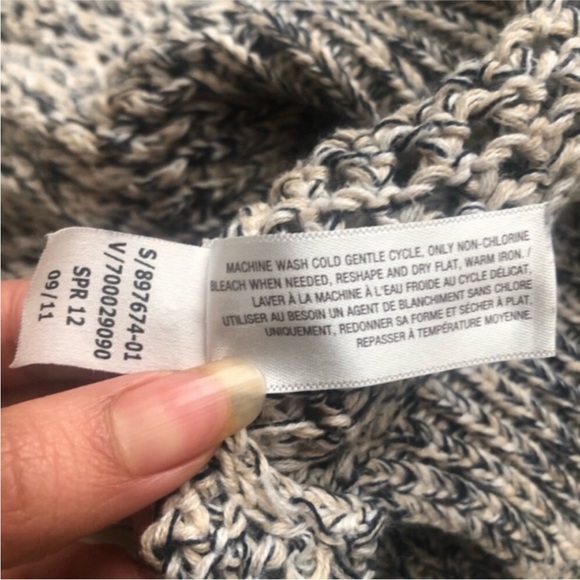 S/897674-01
V/700029090
SPR 12
09/11
MACHINE WASH COLD GENTLE CYCLE, ONLY NON-CHLORINE
BLEACH WHEN NEEDED, RESHAPE AND DRY FLAT, WARM IRON. /
LAVER À LA MACHINE À L'EAU FROIDE AU CYCLE DÉLICAT,
UTILISER AU BESOIN UN AGENT DE BLANCHIMENT SANS CHLORE
UNIQUEMENT, REDONNER SA FORME ET SÉCHER À PLAT,
REPASSER À TEMPÉRATURE MOYENNE.